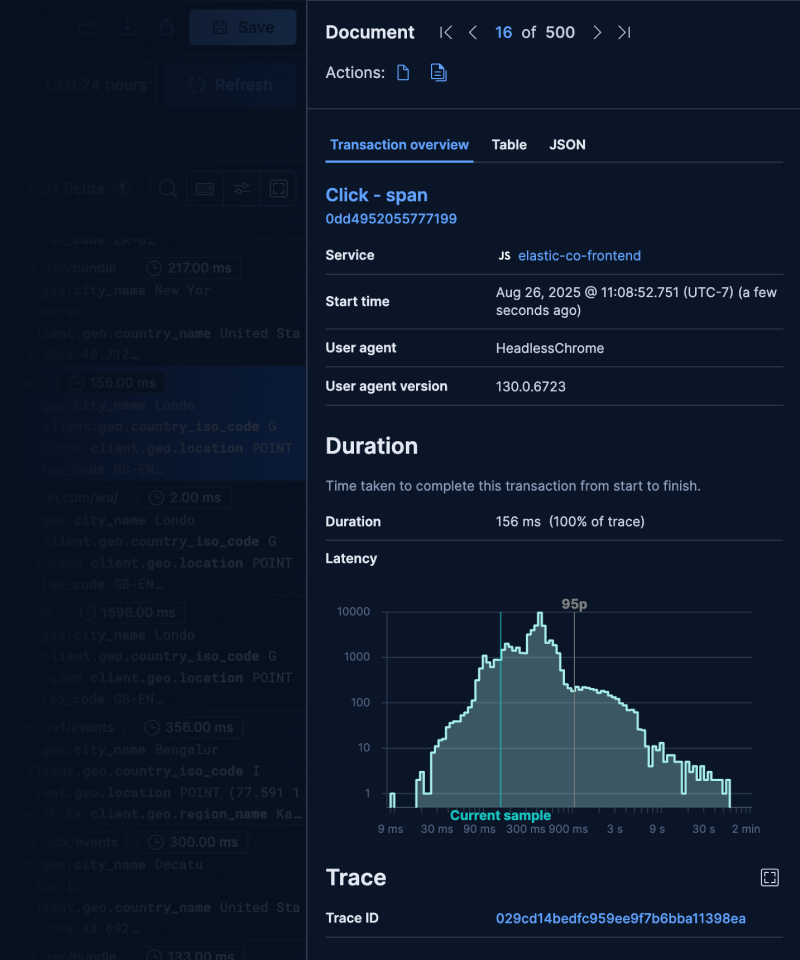 Save
Last 24 hours
Refresh
Document
16 of 500
Actions:
Transaction overview
Table
JSON
Click - span
0dd4952055777199
Service
JS elastic-co-frontend
Start time
Aug 26, 2025 @ 11:08:52.751 (UTC-7) (a few
seconds ago)
User agent
HeadlessChrome
User agent version
130.0.6723
Duration
Time taken to complete this transaction from start to finish.
Duration
156 ms (100% of trace)
Latency
95p
10000
1000
100
10
1
Current sample
9 ms 30 ms 90 ms 300 ms 900 ms 3 s 9 s 30 s 2 min
Trace
Trace ID
029cd14bedfc959ee9f7b6bba11398ea
Sort fields 1
217.00 ms
.geo.city_name New Yor
client.geo.country_name United Sta
40.712…
156.00 ms
.geo.city_name Londo
client.geo.country_iso_code G
client.geo.location POINT
_iso_code GB-EN…
2.00 ms
.geo.city_name Londo
client.geo.country_iso_code G
client.geo.location POINT
_iso_code GB-EN…
1596.00 ms
.geo.city_name Londo
client.geo.country_iso_code G
client.geo.location POINT
_iso_code GB-EN…
/v1/events 356.00 ms
.geo.city_name Bengalur
client.geo.country_iso_code I
.geo.location POINT (77.591 1
IN-KA client.geo.region_name Ka…
300.00 ms
.geo.city_name Decatu
client.geo.country_name United Sta
33.692…
133.00 ms